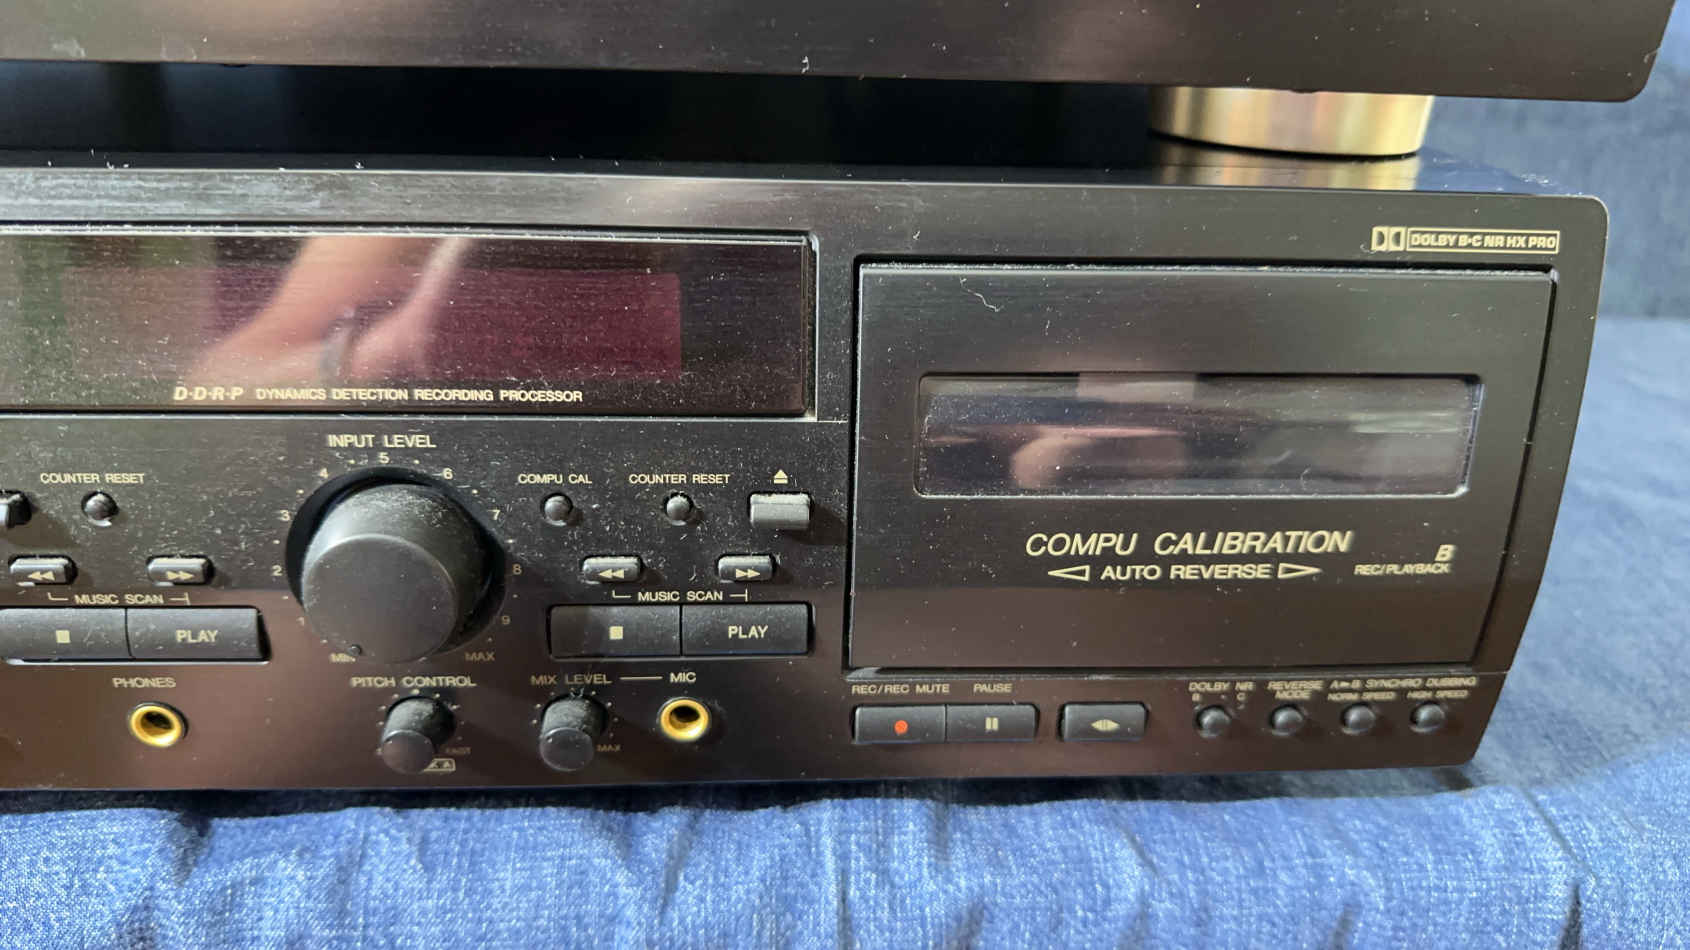 DOLBY B·C NR HX PRO
D·D·R·P DYNAMICS DETECTION RECORDING PROCESSOR
INPUT LEVEL
COUNTER RESET
MIN 1 2 3 4 5 6 7 8 9 MAX
COMPU CAL
COUNTER RESET
MUSIC SCAN
PLAY
MUSIC SCAN
PLAY
COMPU CALIBRATION
AUTO REVERSE
B
REC/PLAYBACK
PHONES
PITCH CONTROL
FAST
MIX LEVEL
MAX
MIC
REC/REC MUTE
PAUSE
DOLBY NR
B C
REVERSE
MODE
A►B SYNCHRO DUBBING
NORM SPEED
HIGH SPEED